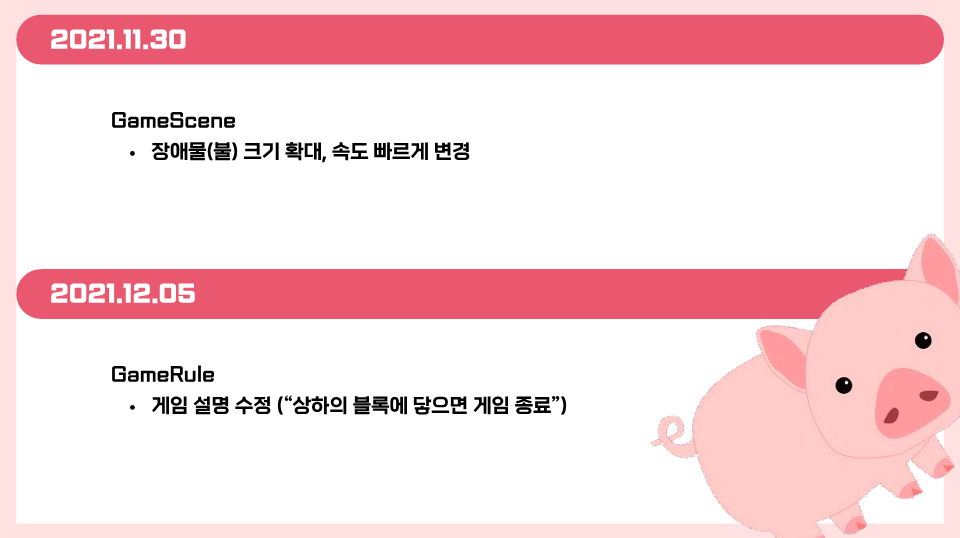 2021.11.30
GameScene
• 장애물(불) 크기 확대, 속도 빠르게 변경
2021.12.05
GameRule
• 게임 설명 수정 (“상하의 블록에 닿으면 게임 종료”)